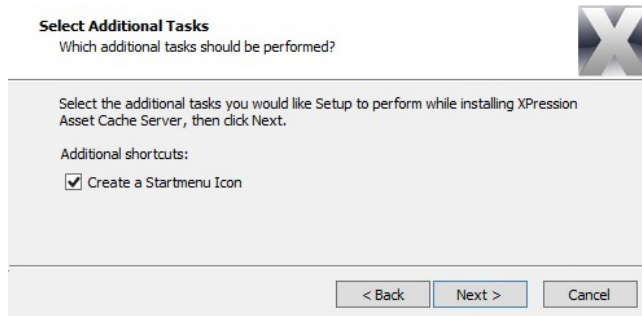 Select Additional Tasks
Which additional tasks should be performed?
Select the additional tasks you would like Setup to perform while installing XPression
Asset Cache Server, then click Next.
Additional shortcuts:
Create a Startmenu Icon
< Back Next > Cancel